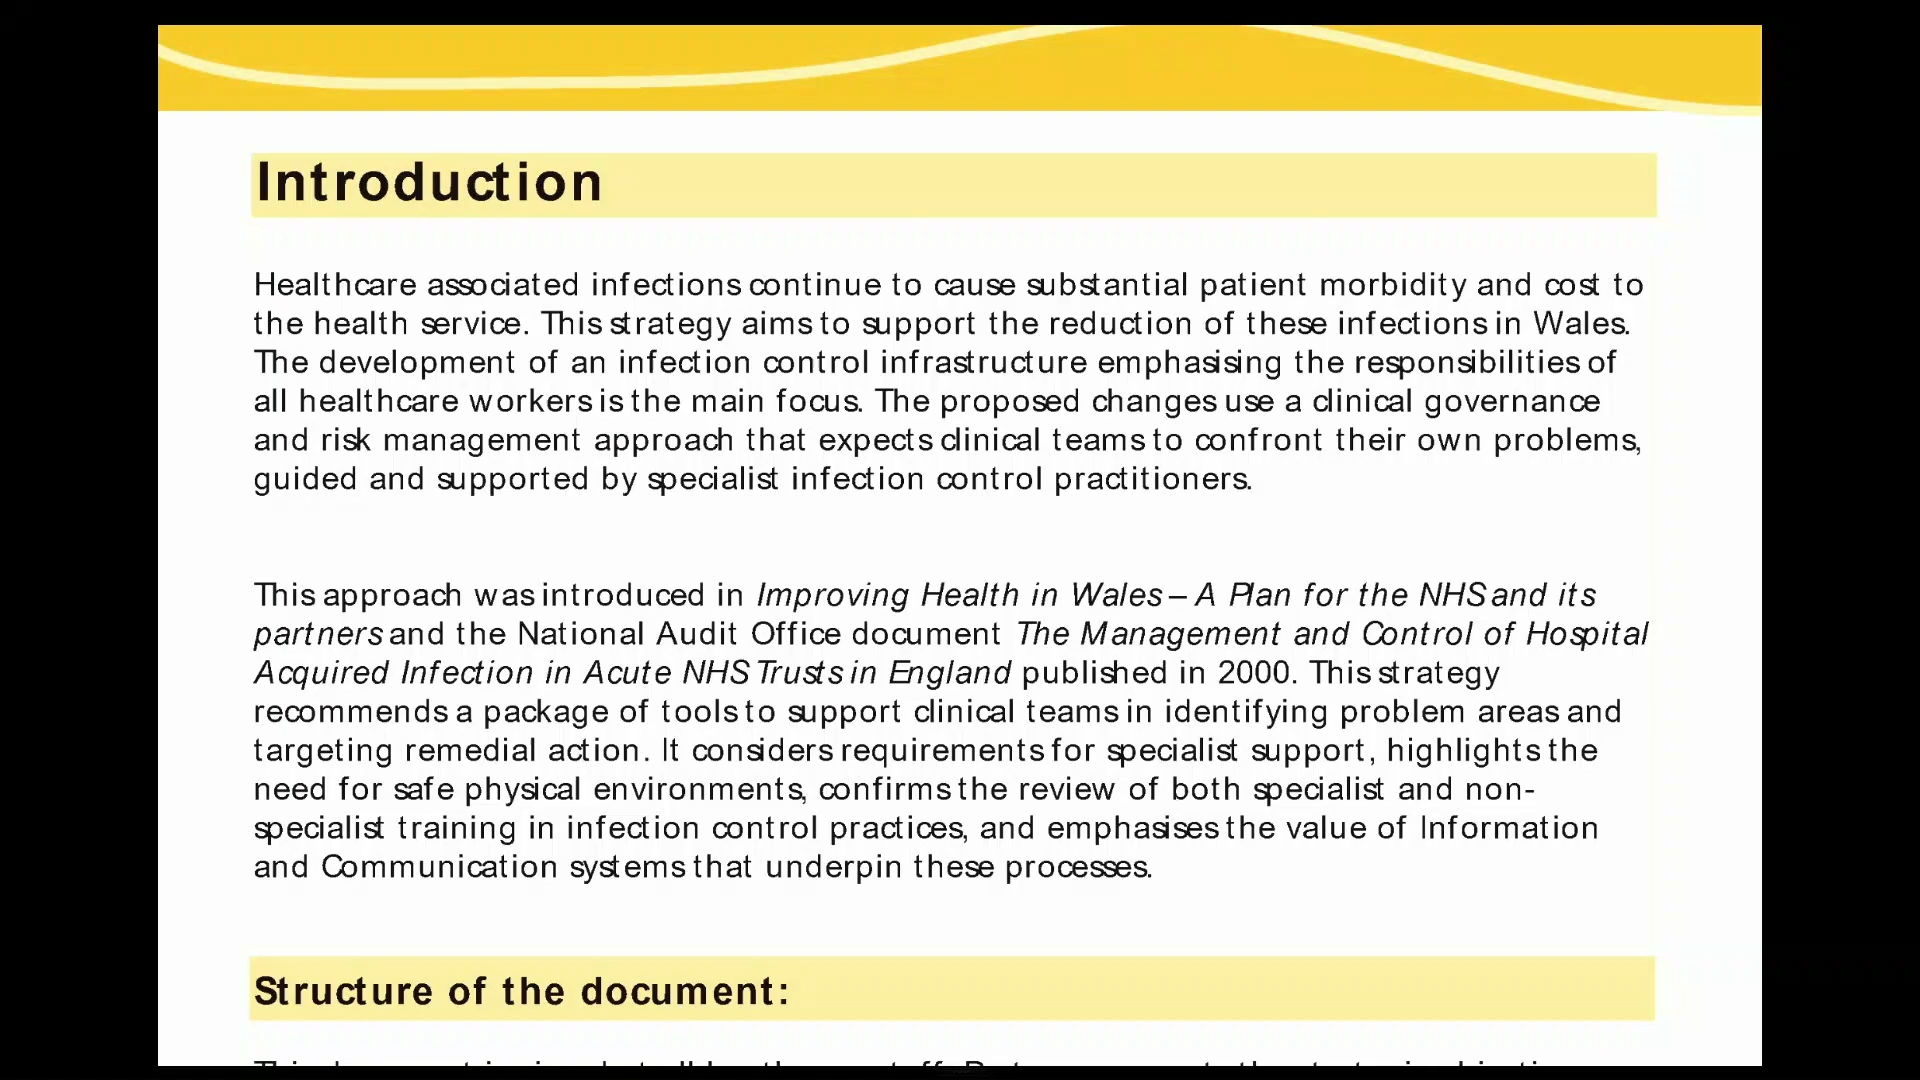 Introduction
Healthcare associated infections continue to cause substantial patient morbidity and cost to
the health service. This strategy aims to support the reduction of these infections in Wales.
The development of an infection control infrastructure emphasising the responsibilities of
all healthcare workers is the main focus. The proposed changes use a clinical governance
and risk management approach that expects clinical teams to confront their own problems,
guided and supported by specialist infection control practitioners.
This approach was introduced in Improving Health in Wales – A Plan for the NHS and its
partners and the National Audit Office document The Management and Control of Hospital
Acquired Infection in Acute NHS Trusts in England published in 2000. This strategy
recommends a package of tools to support clinical teams in identifying problem areas and
targeting remedial action. It considers requirements for specialist support, highlights the
need for safe physical environments, confirms the review of both specialist and non-
specialist training in infection control practices, and emphasises the value of Information
and Communication systems that underpin these processes.
Structure of the document: